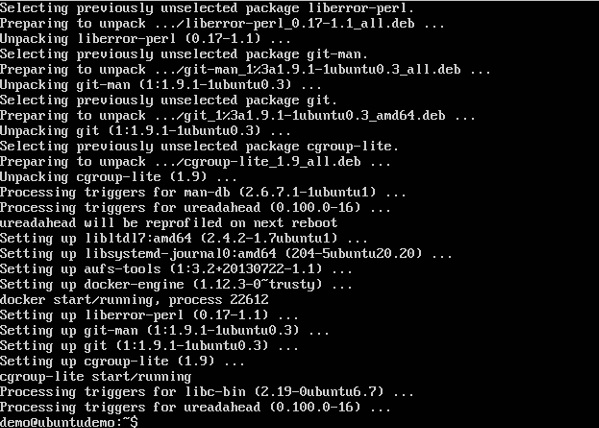 Selecting previously unselected package liberror-perl.
Preparing to unpack .../liberror-perl_0.17-1.1_all.deb ...
Unpacking liberror-perl (0.17-1.1) ...
Selecting previously unselected package git-man.
Preparing to unpack .../git-man_1%3a1.9.1-1ubuntu0.3_all.deb ...
Unpacking git-man (1:1.9.1-1ubuntu0.3) ...
Selecting previously unselected package git.
Preparing to unpack .../git_1%3a1.9.1-1ubuntu0.3_amd64.deb ...
Unpacking git (1:1.9.1-1ubuntu0.3) ...
Selecting previously unselected package cgroup-lite.
Preparing to unpack .../cgroup-lite_1.9_all.deb ...
Unpacking cgroup-lite (1.9) ...
Processing triggers for man-db (2.6.7.1-1ubuntu1) ...
Processing triggers for ureadahead (0.100.0-16) ...
ureadahead will be reprofiled on next reboot
Setting up libltdl7:amd64 (2.4.2-1.7ubuntu1) ...
Setting up libsystemd-journal0:amd64 (204-5ubuntu20.20) ...
Setting up aufs-tools (1:3.2+20130722-1.1) ...
Setting up docker-engine (1.12.3-0~trusty) ...
docker start/running, process 22612
Setting up liberror-perl (0.17-1.1) ...
Setting up git-man (1:1.9.1-1ubuntu0.3) ...
Setting up git (1:1.9.1-1ubuntu0.3) ...
Setting up cgroup-lite (1.9) ...
cgroup-lite start/running
Processing triggers for libc-bin (2.19-0ubuntu6.7) ...
Processing triggers for ureadahead (0.100.0-16) ...
demo@ubuntudemo:~$